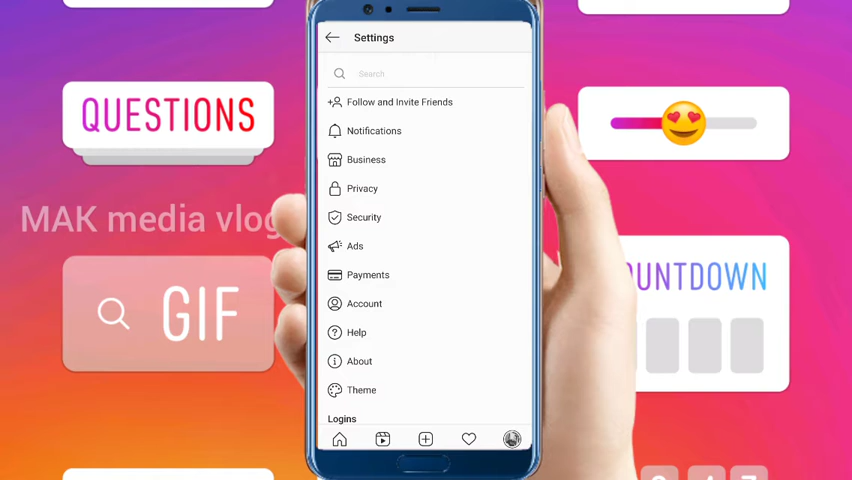 Settings
Search
Follow and Invite Friends
QUESTIONS
Notifications
Business
Privacy
MAK media vlog
Security
Ads
Payments
GIF
Account
Help
About
Theme
Logins